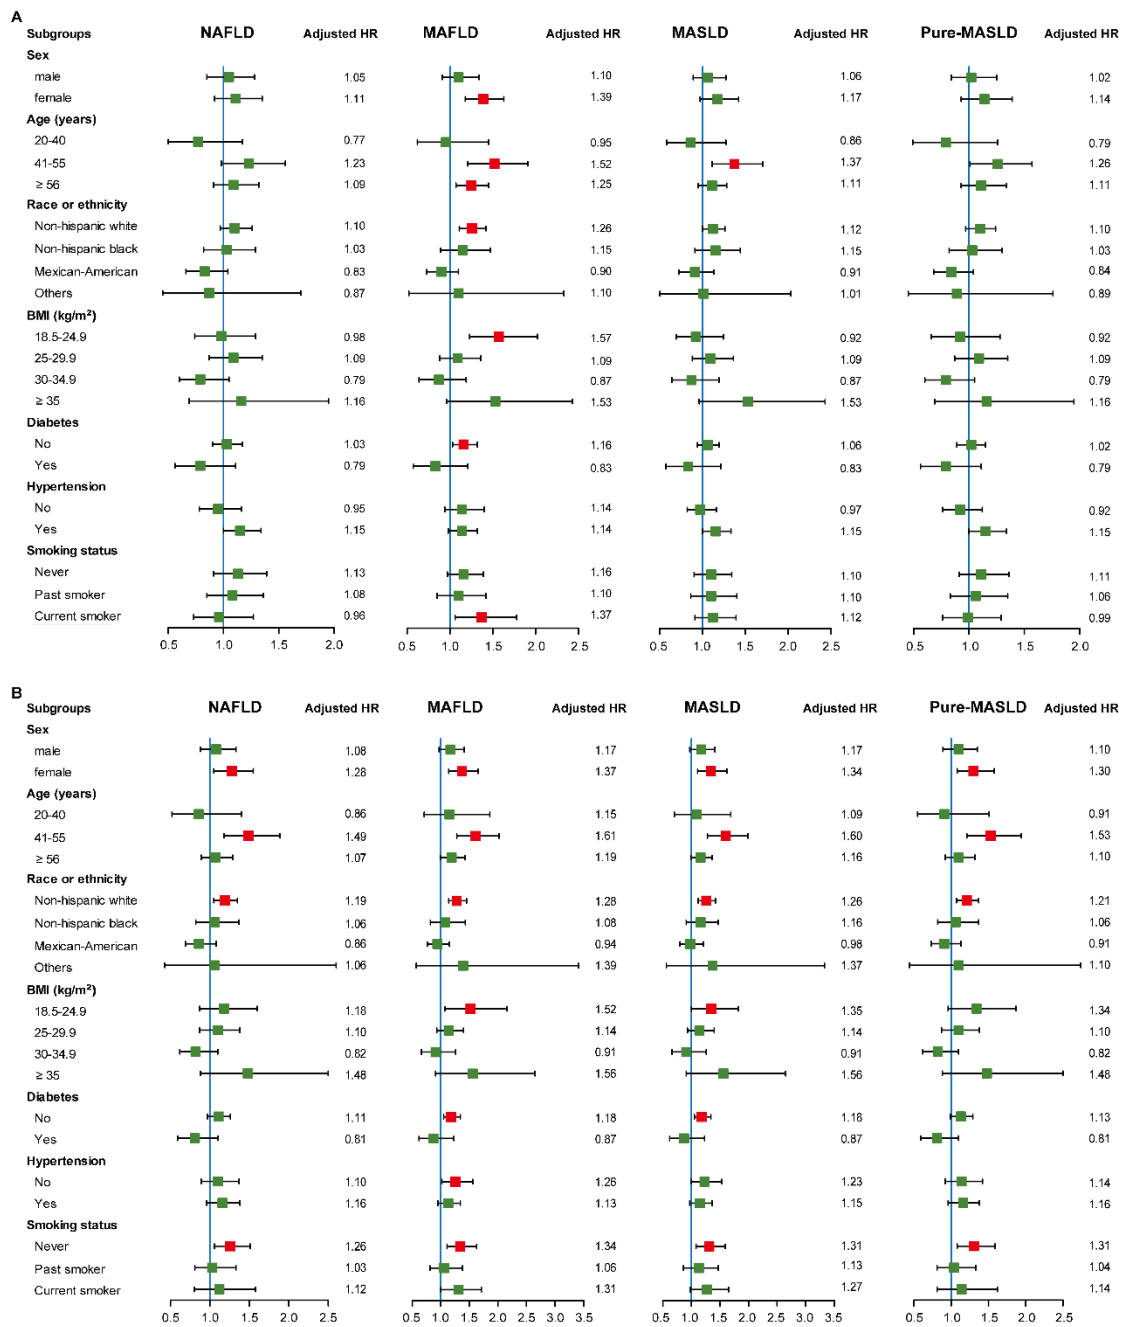 A
Subgroups NAFLD Adjusted HR MAFLD Adjusted HR MASLD Adjusted HR Pure-MASLD Adjusted HR
Sex
male 1.05 1.10 1.06 1.02
female 1.11 1.39 1.17 1.14
Age (years)
20-40 0.77 0.95 0.86 0.79
41-55 1.23 1.52 1.37 1.26
≥ 56 1.09 1.25 1.11 1.11
Race or ethnicity
Non-hispanic white 1.10 1.26 1.12 1.10
Non-hispanic black 1.03 1.15 1.15 1.03
Mexican-American 0.83 0.90 0.91 0.84
Others 0.87 1.10 1.01 0.89
BMI (kg/m²)
18.5-24.9 0.98 1.57 0.92 0.92
25-29.9 1.09 1.09 1.09 1.09
30-34.9 0.79 0.87 0.87 0.79
≥ 35 1.16 1.53 1.53 1.16
Diabetes
No 1.03 1.16 1.06 1.02
Yes 0.79 0.83 0.83 0.79
Hypertension
No 0.95 1.14 0.97 0.92
Yes 1.15 1.14 1.15 1.15
Smoking status
Never 1.13 1.16 1.10 1.11
Past smoker 1.08 1.10 1.10 1.06
Current smoker 0.96 1.37 1.12 0.99
0.5 1.0 1.5 2.0 0.5 1.0 1.5 2.0 2.5 0.5 1.0 1.5 2.0 2.5 0.5 1.0 1.5 2.0
B
Subgroups NAFLD Adjusted HR MAFLD Adjusted HR MASLD Adjusted HR Pure-MASLD Adjusted HR
Sex
male 1.08 1.17 1.17 1.10
female 1.28 1.37 1.34 1.30
Age (years)
20-40 0.86 1.15 1.09 0.91
41-55 1.49 1.61 1.60 1.53
≥ 56 1.07 1.19 1.16 1.10
Race or ethnicity
Non-hispanic white 1.19 1.28 1.26 1.21
Non-hispanic black 1.06 1.08 1.16 1.06
Mexican-American 0.86 0.94 0.98 0.91
Others 1.06 1.39 1.37 1.10
BMI (kg/m²)
18.5-24.9 1.18 1.52 1.35 1.34
25-29.9 1.10 1.14 1.14 1.10
30-34.9 0.82 0.91 0.91 0.82
≥ 35 1.48 1.56 1.56 1.48
Diabetes
No 1.11 1.18 1.18 1.13
Yes 0.81 0.87 0.87 0.81
Hypertension
No 1.10 1.26 1.23 1.14
Yes 1.16 1.13 1.15 1.16
Smoking status
Never 1.26 1.34 1.31 1.31
Past smoker 1.03 1.06 1.13 1.04
Current smoker 1.12 1.31 1.27 1.14
0.5 1.0 1.5 2.0 2.5 0.5 1.0 1.5 2.0 2.5 3.0 3.5 0.5 1.0 1.5 2.0 2.5 3.0 3.5 0.5 1.0 1.5 2.0 2.5